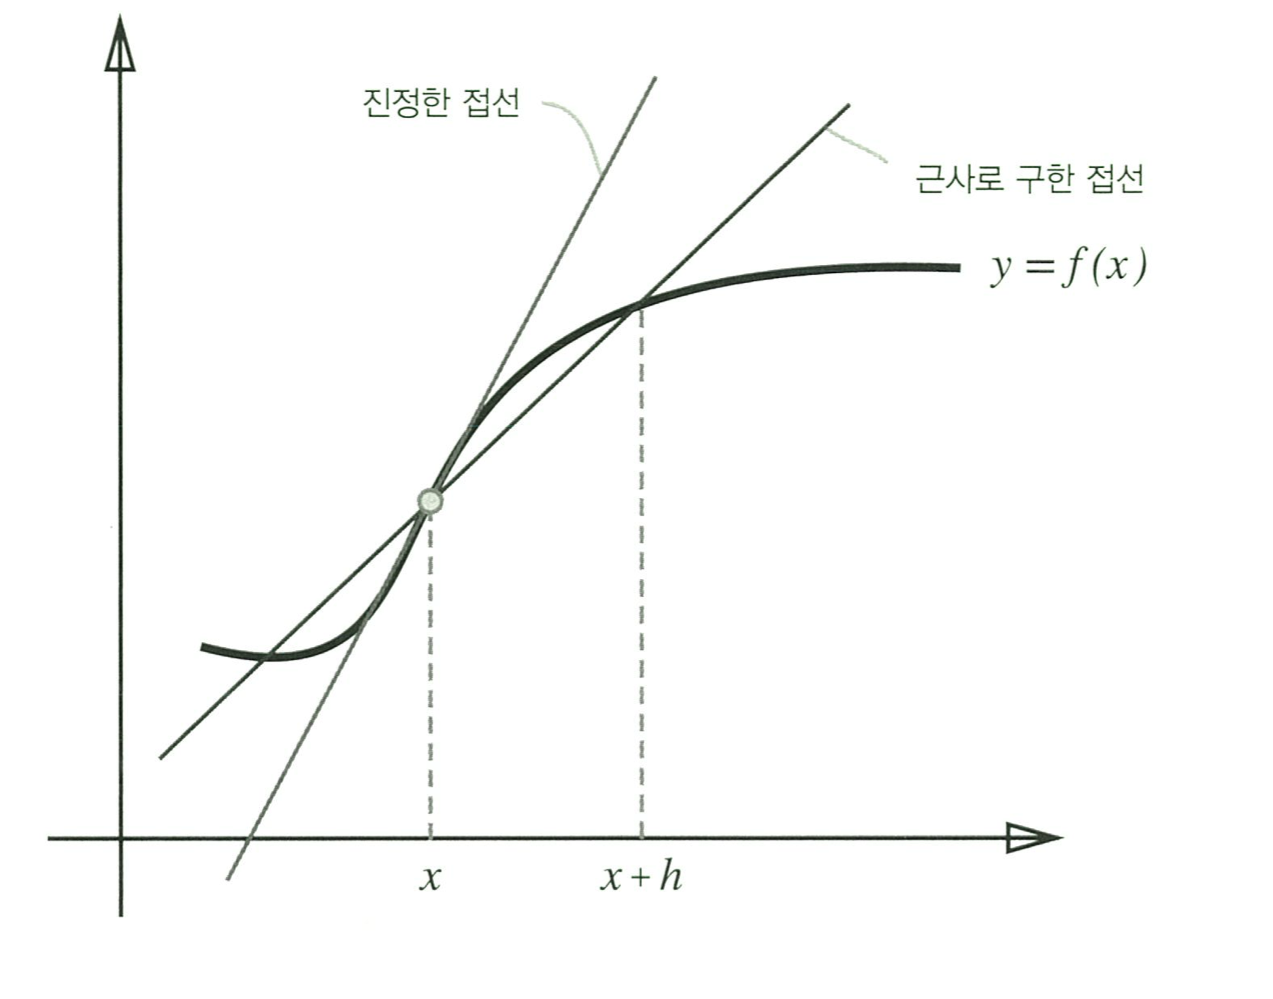 진정한 접선
근사로 구한 접선
y = f(x)
x
x + h